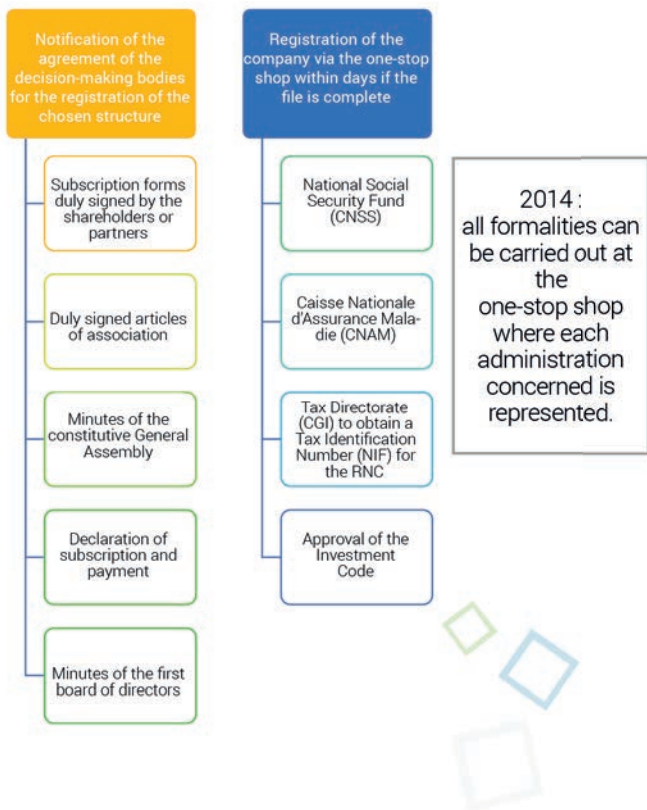 Notification of the
agreement of the
decision-making bodies
for the registration of the
chosen structure
Subscription forms
duly signed by the
shareholders or
partners
Duly signed articles
of association
Minutes of the
constitutive General
Assembly
Declaration of
subscription and
payment
Minutes of the first
board of directors
Registration of the
company via the one-stop
shop within days if the
file is complete
National Social
Security Fund
(CNSS)
Caisse Nationale
d'Assurance Mala-
die (CNAM)
Tax Directorate
(CGI) to obtain a
Tax Identification
Number (NIF) for
the RNC
Approval of the
Investment
Code
2014 :
all formalities can
be carried out at
the
one-stop shop
where each
administration
concerned is
represented.